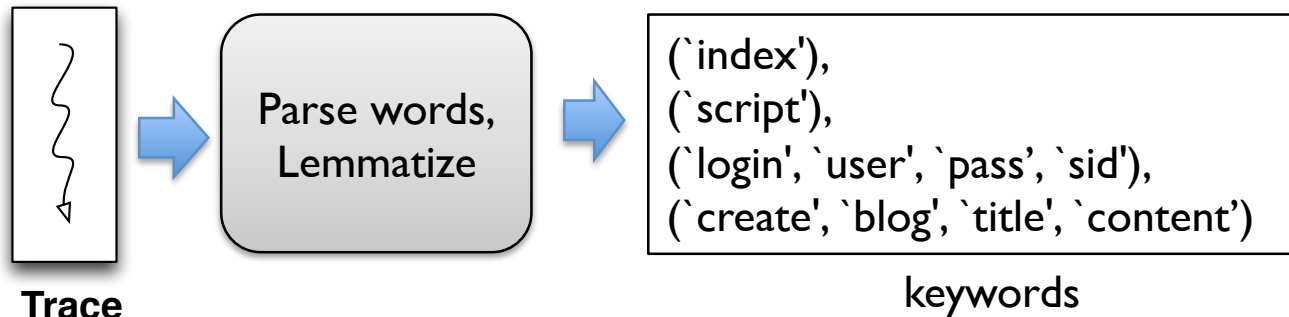 Trace
Parse words,
Lemmatize
(`index'),
(`script'),
(`login', `user', `pass’, `sid'),
(`create', `blog', `title', `content’)
keywords